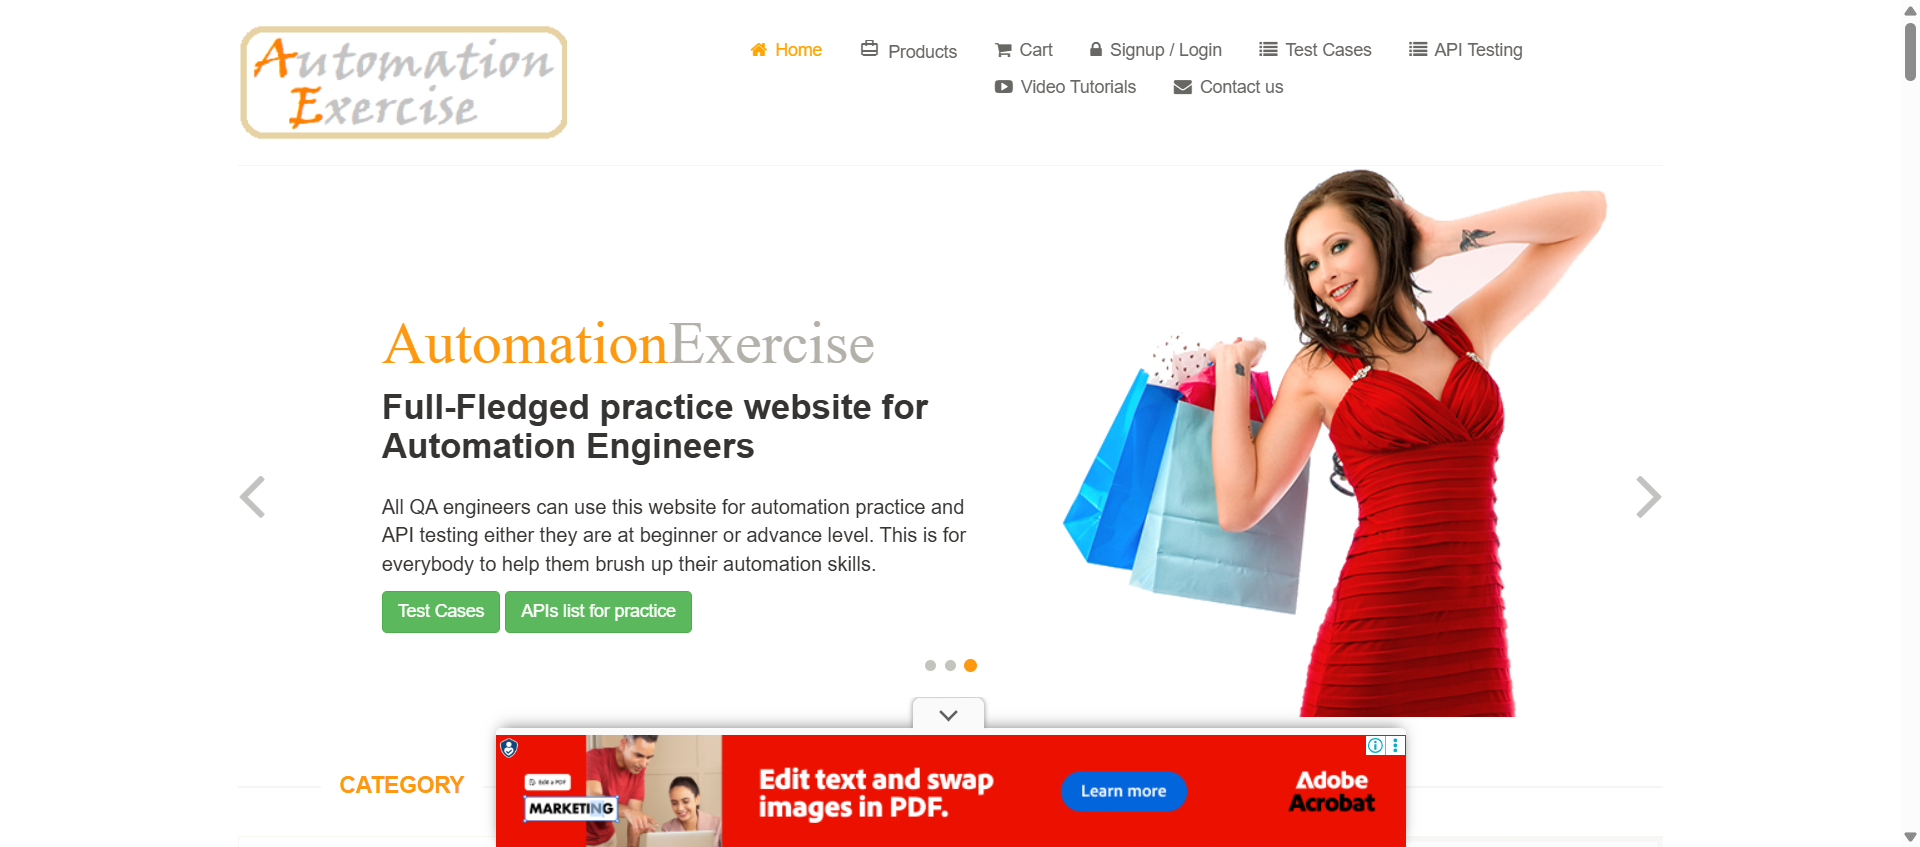 Automation
Exercise
Home
Products
Cart
Signup / Login
Test Cases
API Testing
Video Tutorials
Contact us
AutomationExercise
Full-Fledged practice website for
Automation Engineers
All QA engineers can use this website for automation practice and
API testing either they are at beginner or advance level. This is for
everybody to help them brush up their automation skills.
Test Cases
APIs list for practice
CATEGORY
Edit a PDF
MARKETING
Edit text and swap
images in PDF.
Learn more
Adobe
Acrobat